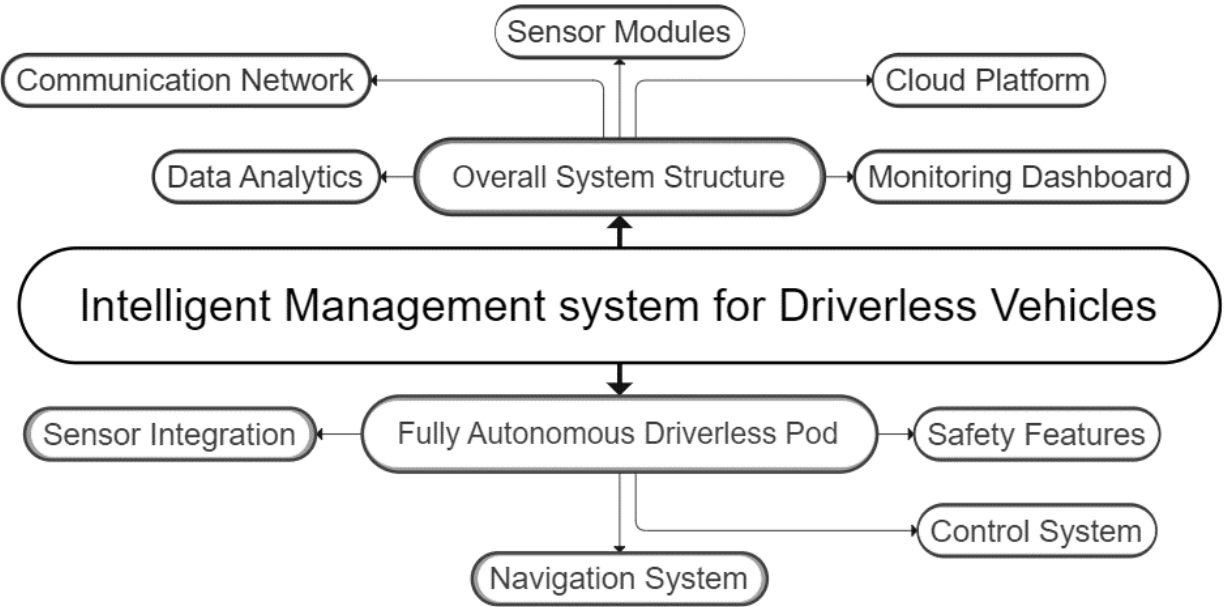 Sensor Modules
Communication Network
Cloud Platform
Data Analytics
Overall System Structure
Monitoring Dashboard
Intelligent Management system for Driverless Vehicles
Sensor Integration
Fully Autonomous Driverless Pod
Safety Features
Control System
Navigation System